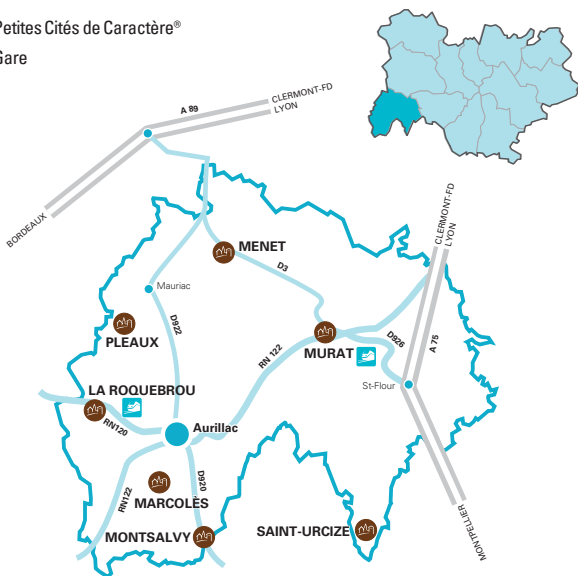 Petites Cités de Caractère®
Gare
A 89
CLERMONT-FD
LYON
BORDEAUX
CLERMONT-FD
LYON
MENET
D3
Mauriac
D922
PLEAUX
MURAT
RN 122
D926
A 75
St-Flour
LA ROQUEBROU
RN120
Aurillac
RN122
D920
MARCOLÈS
MONTSALVY
SAINT-URCIZE
MONTPELLIER